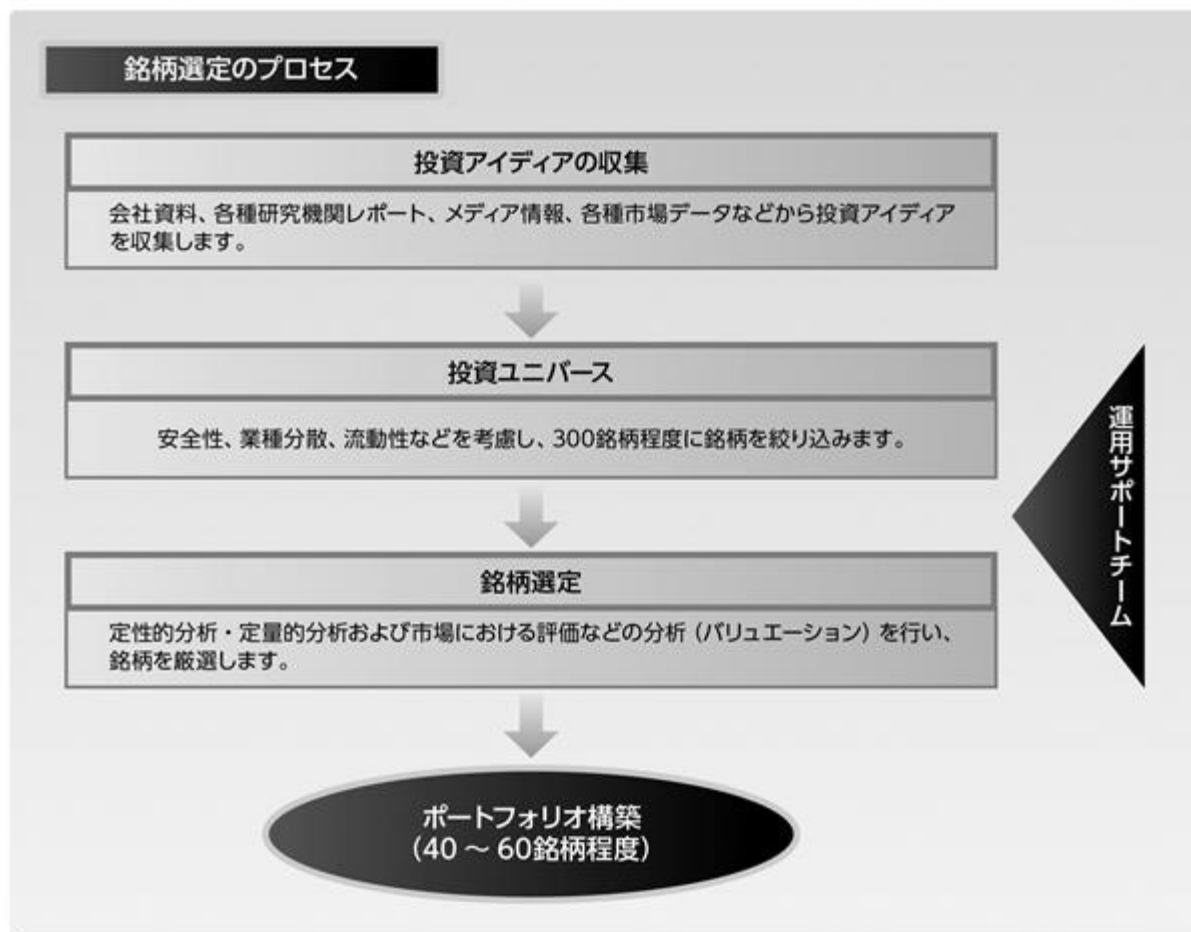 銘柄選定のプロセス
投資アイディアの収集
会社資料、各種研究機関レポート、メディア情報、各種市場データなどから投資アイディア
を収集します。
投資ユニバース
安全性、業種分散、流動性などを考慮し、300銘柄程度に銘柄を絞り込みます。
銘柄選定
定性的分析・定量的分析および市場における評価などの分析（バリュエーション）を行い、
銘柄を厳選します。
運用サポートチーム
ポートフォリオ構築
（40 ～ 60銘柄程度）